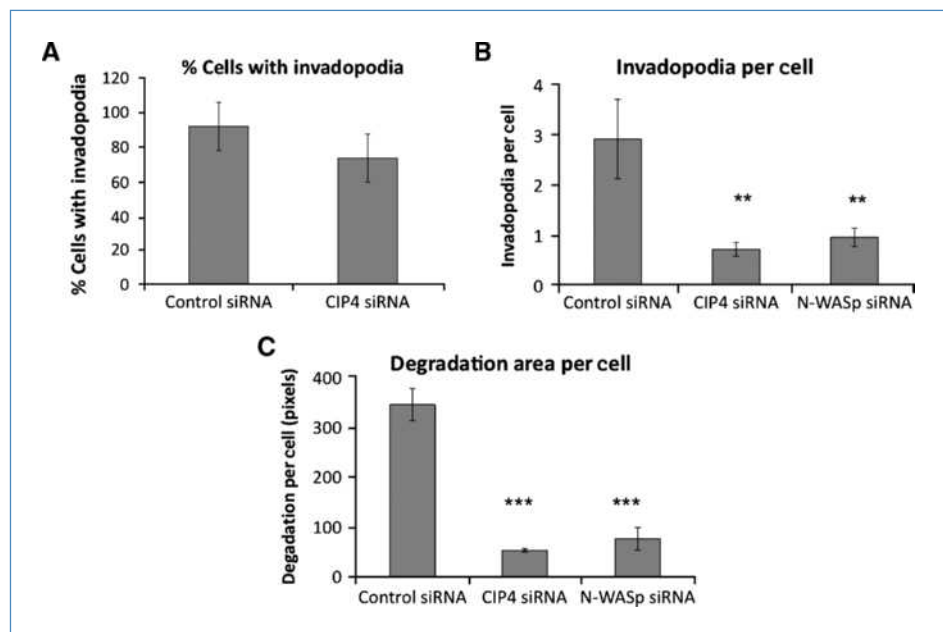 A
% Cells with invadopodia
% Cells with invadopodia
120
100
80
60
40
20
0
Control siRNA
CIP4 siRNA
B
Invadopodia per cell
Invadopodia per cell
4
3
2
1
0
**
**
Control siRNA
CIP4 siRNA
N-WASp siRNA
C
Degradation area per cell
Degadation per cell (pixels)
400
300
200
100
0
***
***
Control siRNA
CIP4 siRNA
N-WASp siRNA